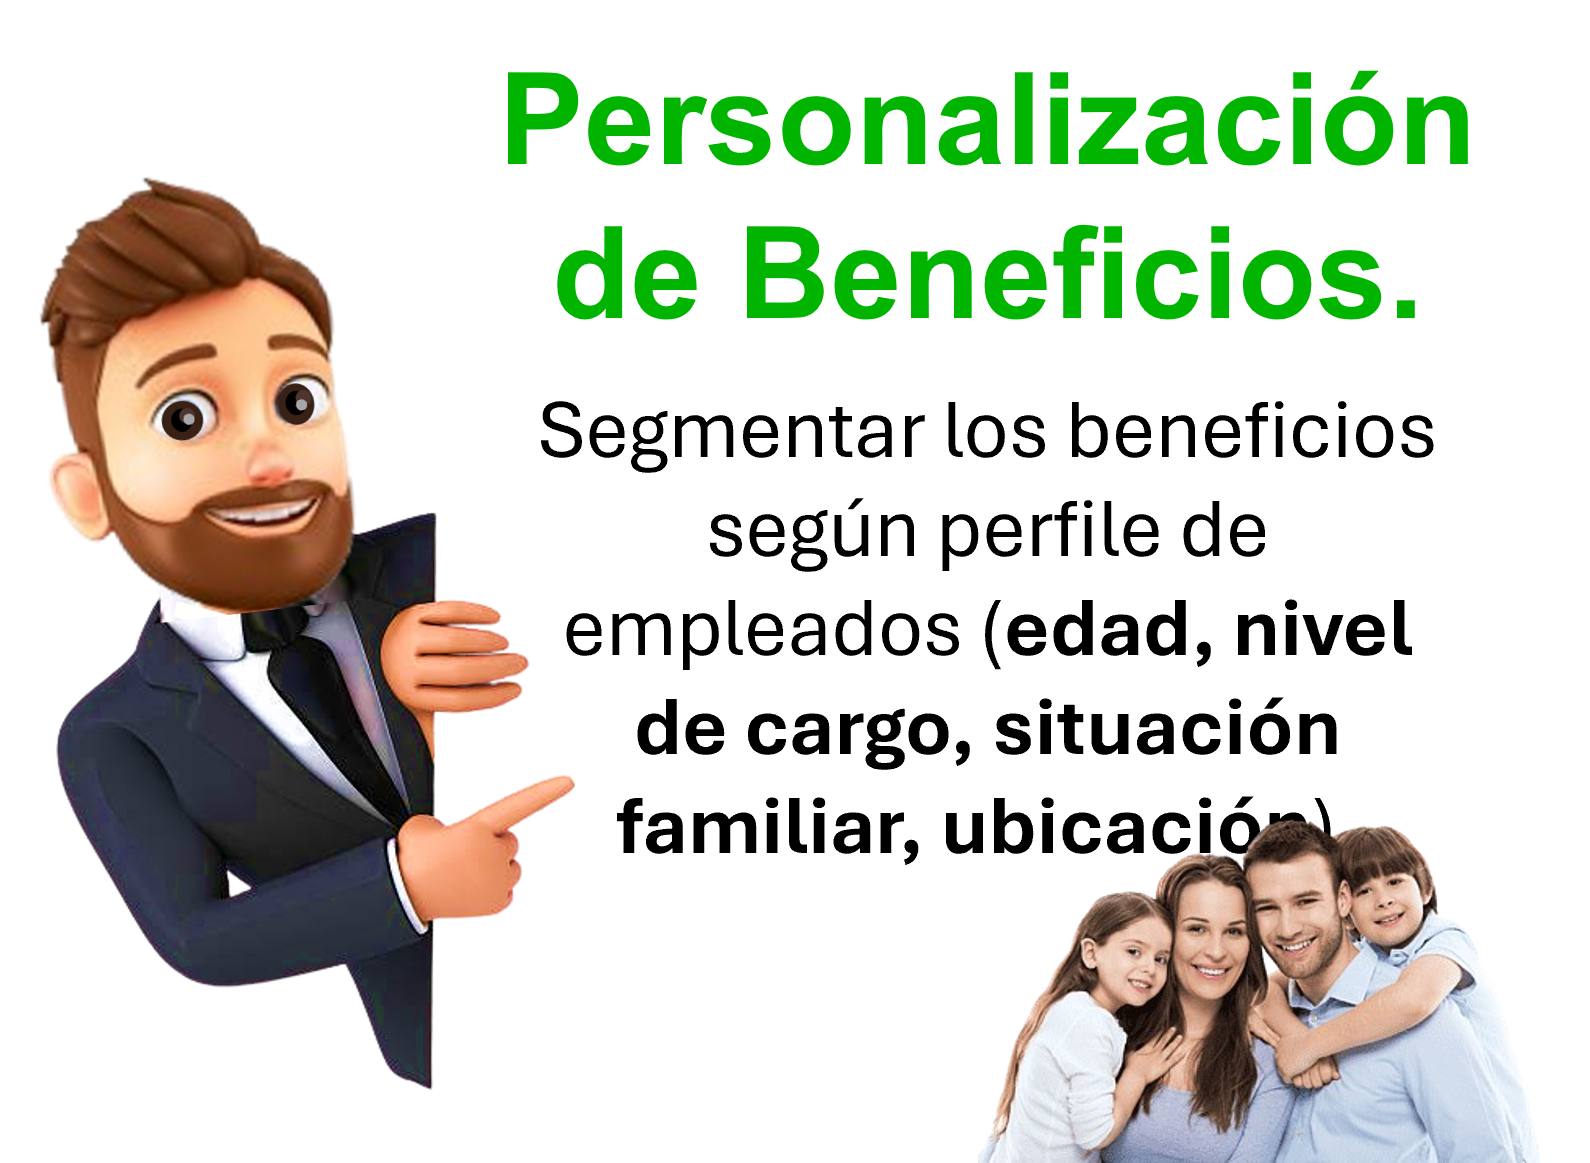 Personalización
de Beneficios.
Segmentar los beneficios
según perfile de
empleados (edad, nivel
de cargo, situación
familiar, ubicación)